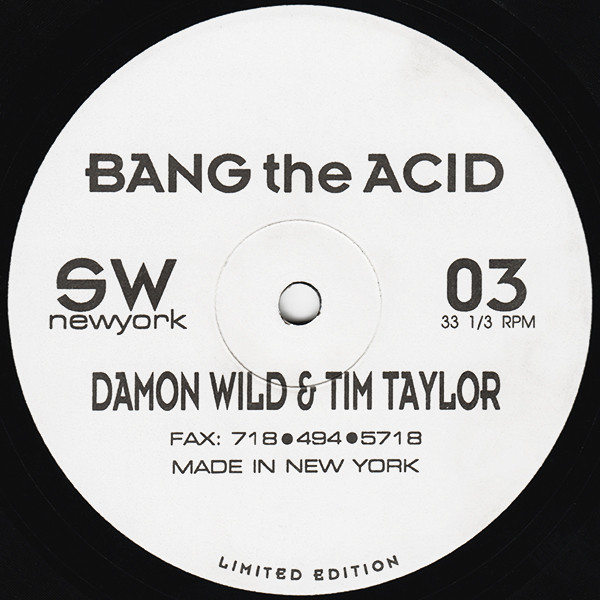 BANG the ACID
SW
newyork
03
33 1/3 RPM
DAMON WILD & TIM TAYLOR
FAX: 718●494●5718
MADE IN NEW YORK
LIMITED EDITION